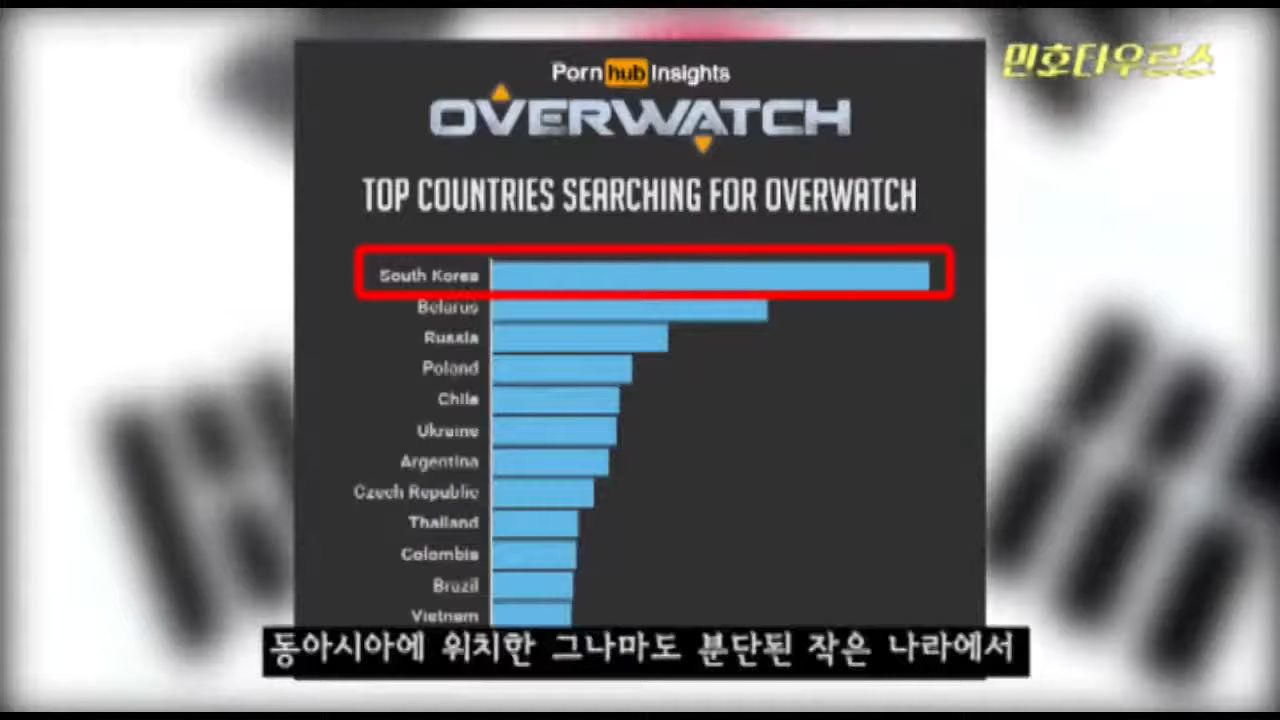 민호타우르스
Pornhub Insights
OVERWATCH
TOP COUNTRIES SEARCHING FOR OVERWATCH
South Korea
Belarus
Russia
Poland
Chile
Ukraine
Argentina
Czech Republic
Thailand
Colombia
Brazil
Vietnam
동아시아에 위치한 그나마도 분단된 작은 나라에서